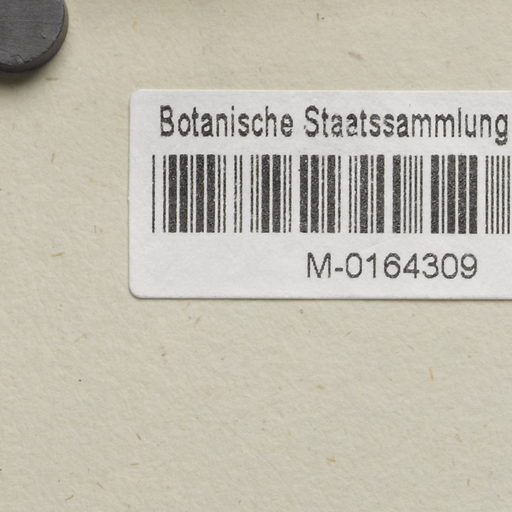 Botanische Staatssammlung
M-0164309